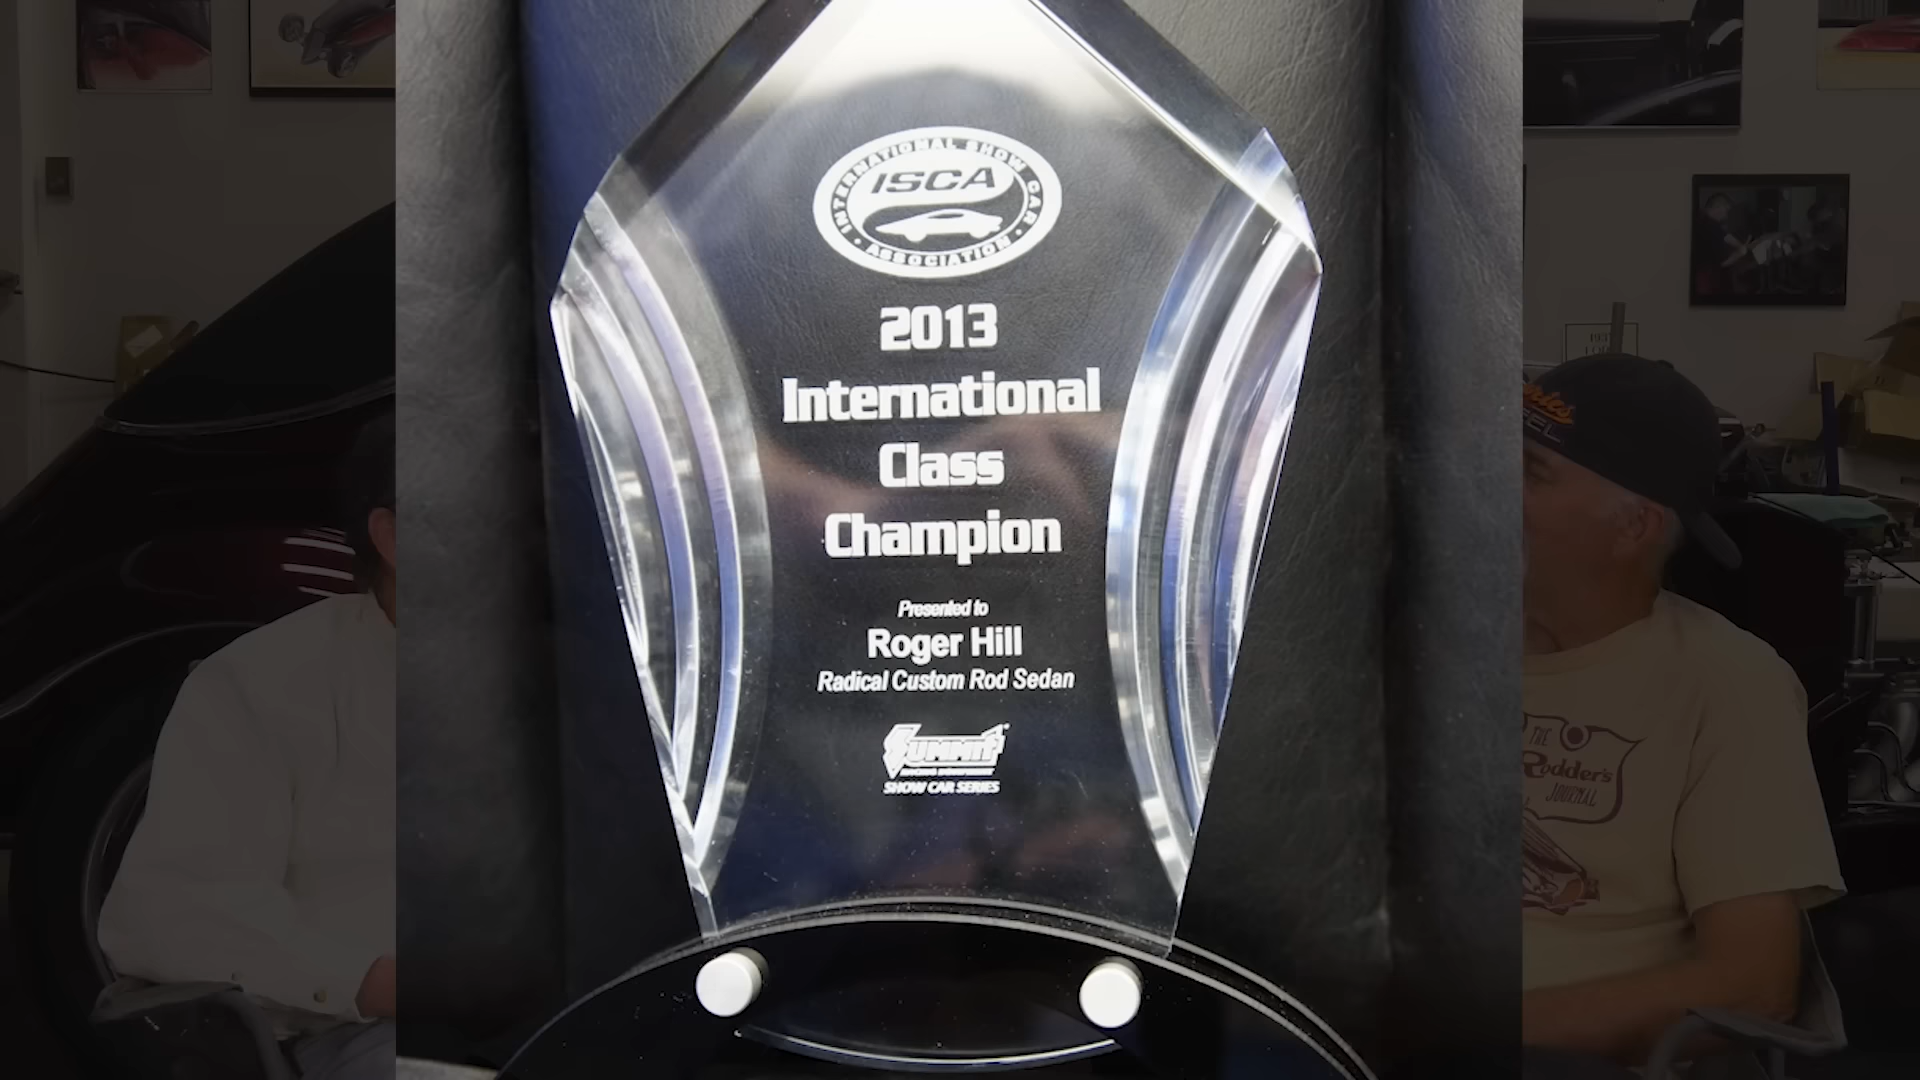 INTERNATIONAL SHOW CAR
ISCA
ASSOCIATION
2013
International
Class
Champion
Presented to
Roger Hill
Radical Custom Rod Sedan
SUMMIT
SHOW CAR SERIES
THE
Rodder's
JOURNAL